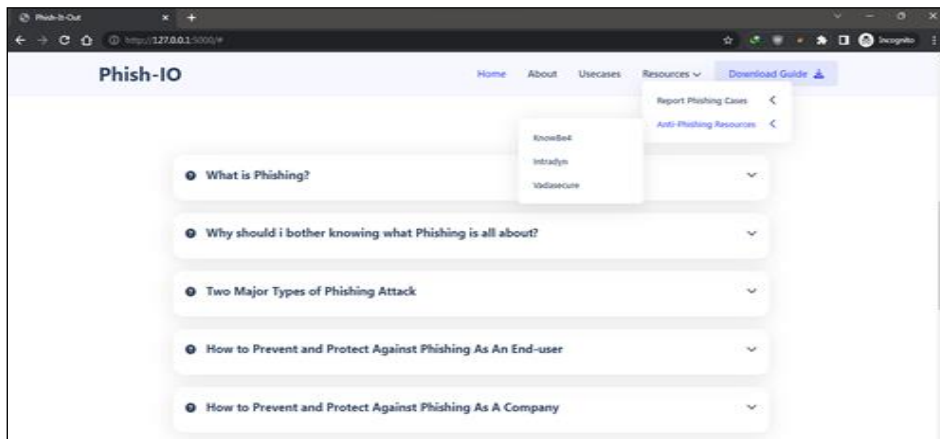 Phish-It-Out
http://127.0.0.1:5000/#
Incognito
Phish-IO
Home About Usecases Resources Download Guide
Report Phishing Cases
Anti-Phishing Resources
KnowBe4
Intradyn
Vadasecure
What is Phishing?
Why should i bother knowing what Phishing is all about?
Two Major Types of Phishing Attack
How to Prevent and Protect Against Phishing As An End-user
How to Prevent and Protect Against Phishing As A Company